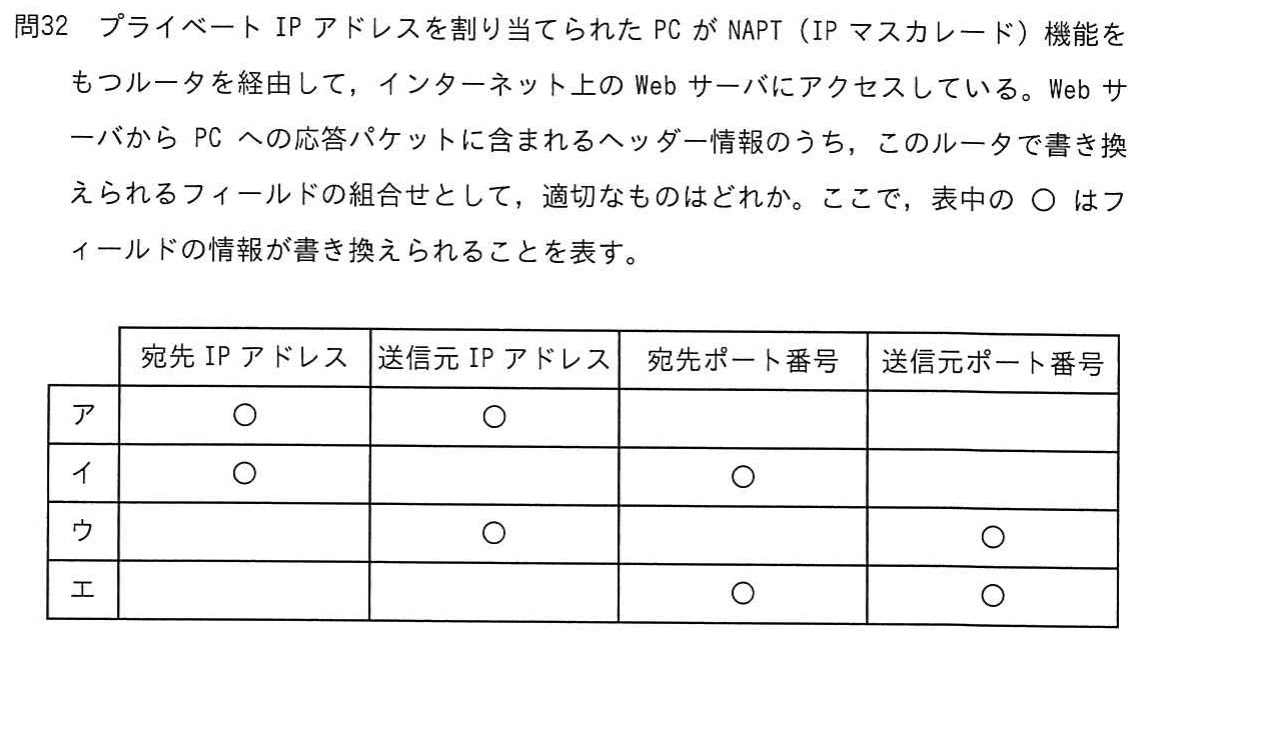 問32 プライベート IP アドレスを割り当てられた PC が NAPT（IP マスカレード）機能を
もつルータを経由して，インターネット上の Web サーバにアクセスしている。Web サ
ーバから PC への応答パケットに含まれるヘッダー情報のうち，このルータで書き換
えられるフィールドの組合せとして，適切なものはどれか。ここで，表中の ○ はフ
ィールドの情報が書き換えられることを表す。
宛先 IP アドレス 送信元 IP アドレス 宛先ポート番号 送信元ポート番号
ア ○ ○
イ ○ ○
ウ ○ ○
エ ○ ○